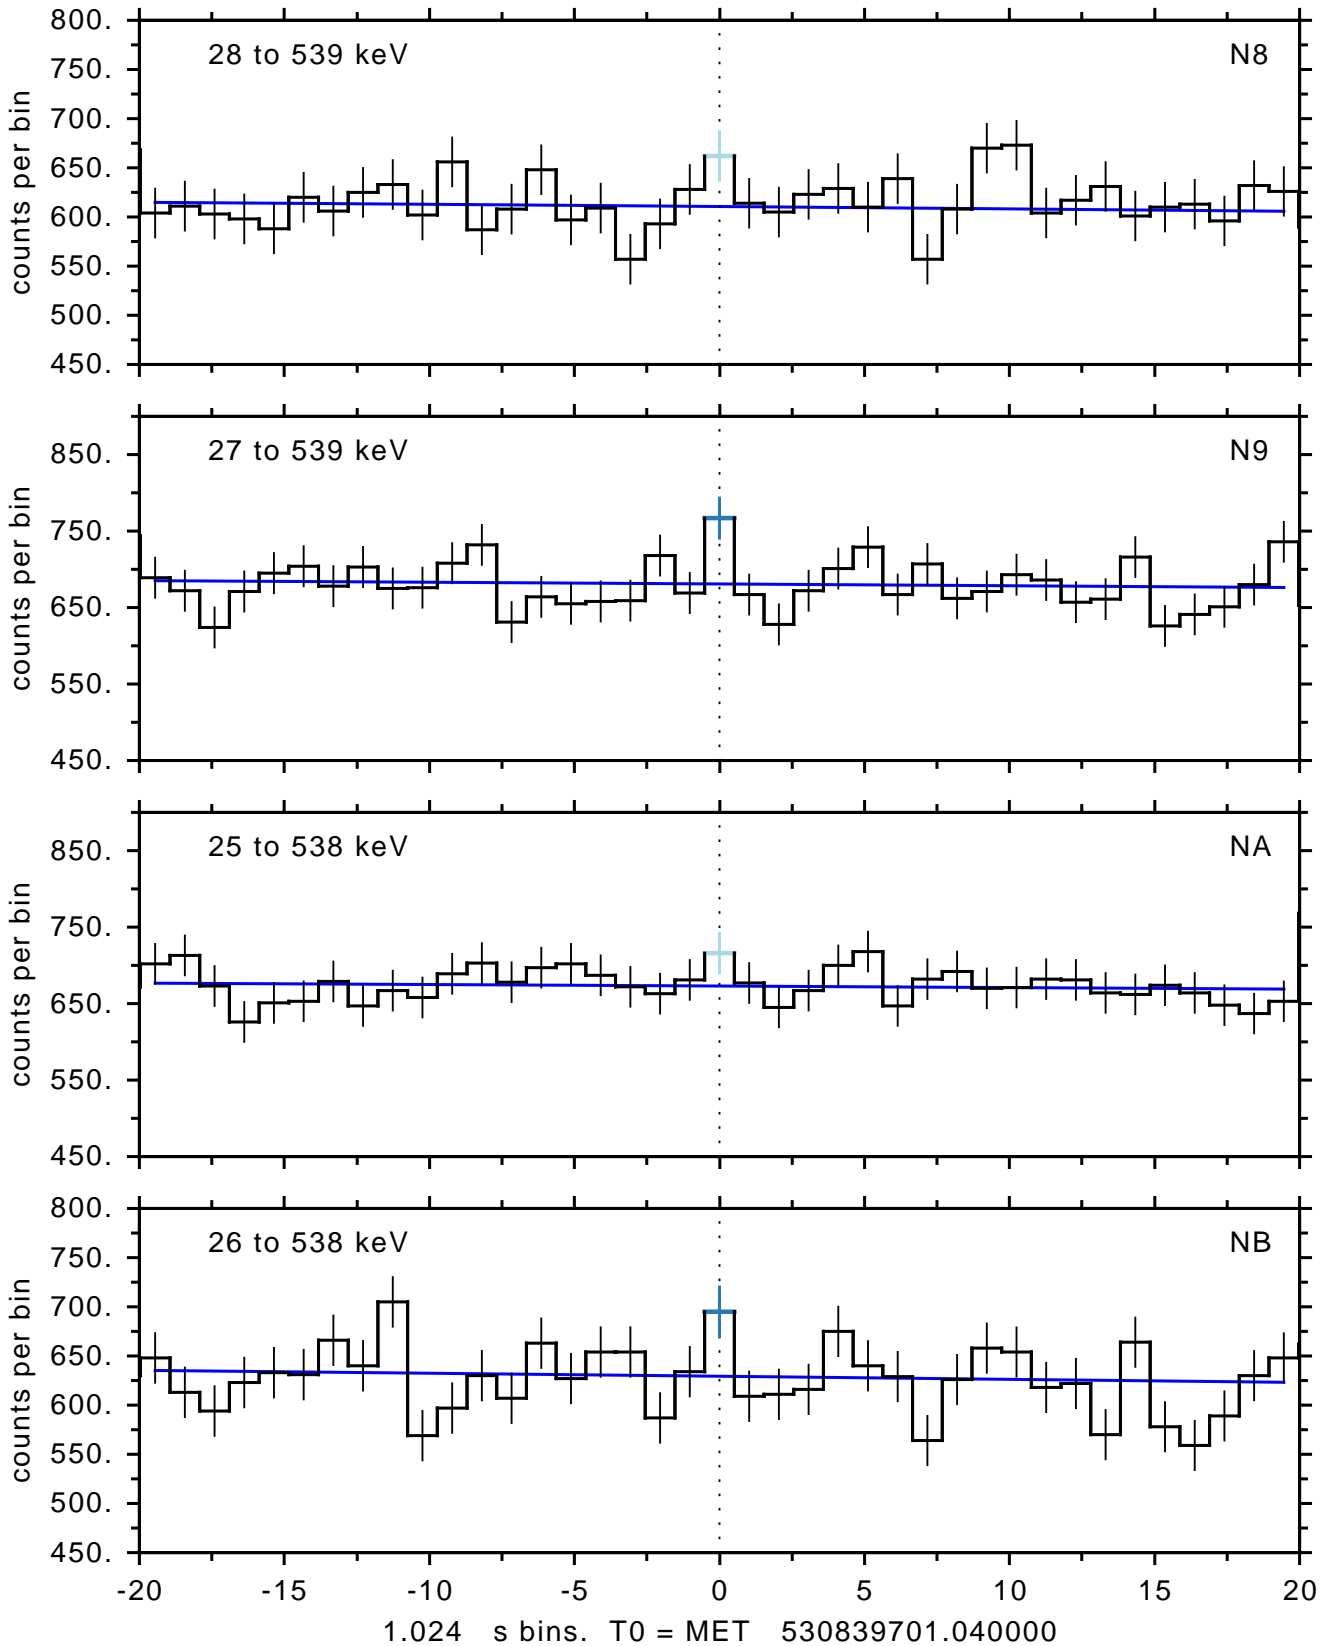 800.
28 to 539 keV N8
750.
700.
650.
600.
550.
500.
450.
counts per bin
27 to 539 keV N9
850.
750.
650.
550.
450.
counts per bin
25 to 538 keV NA
850.
750.
650.
550.
450.
counts per bin
800.
26 to 538 keV NB
750.
700.
650.
600.
550.
500.
450.
counts per bin
-20 -15 -10 -5 0 5 10 15 20
1.024 s bins. T0 = MET 530839701.040000